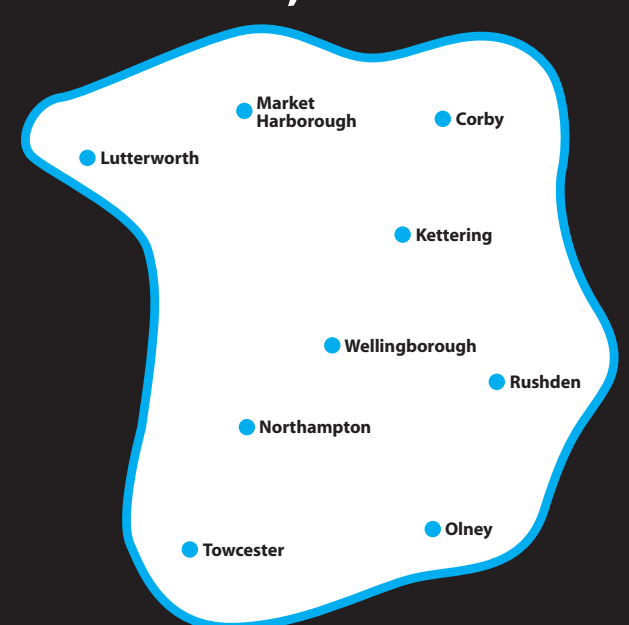 Market
Harborough
Corby
Lutterworth
Kettering
Wellingborough
Rushden
Northampton
Olney
Towcester